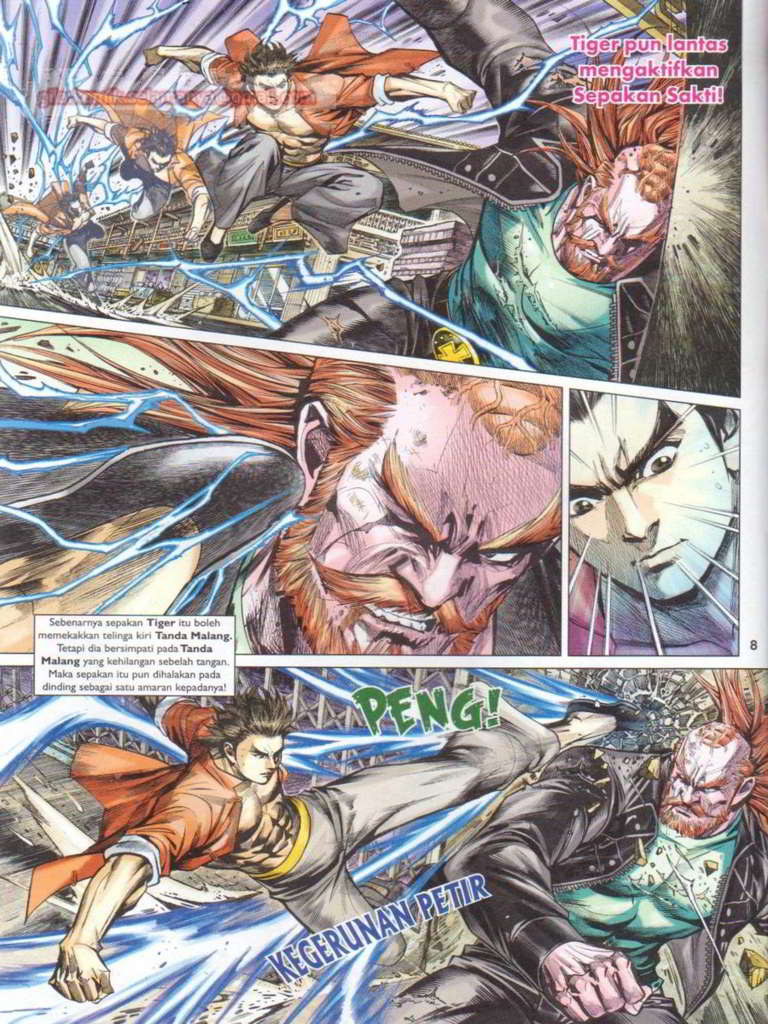 Tiger pun lantas
mengaktifkan
Sepakan Sakti!
8
Sebenarnya sepakan Tiger itu boleh
memekakkan telinga kiri Tanda Malang.
Tetapi dia bersimpati pada Tanda
Malang yang kehilangan sebelah tangan.
Maka sepakan itu pun dihalakan pada
dinding sebagai satu amaran kepadanya!
PENG!
KEGERUNAN PETIR